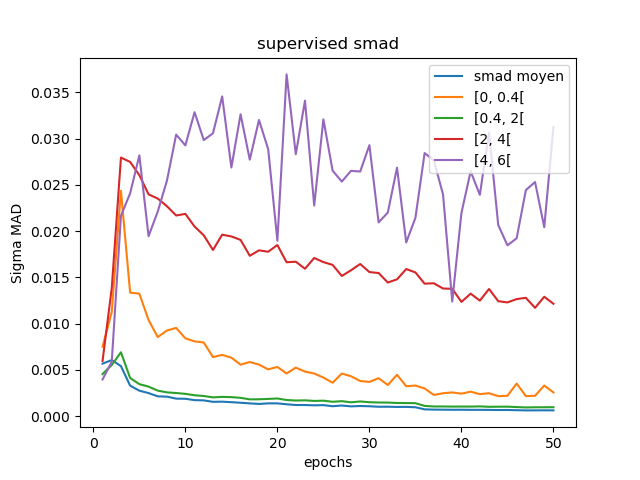 supervised smad
smad moyen
[0, 0.4[
[0.4, 2[
[2, 4[
[4, 6[
Sigma MAD
0.035
0.030
0.025
0.020
0.015
0.010
0.005
0.000
0 10 20 30 40 50
epochs